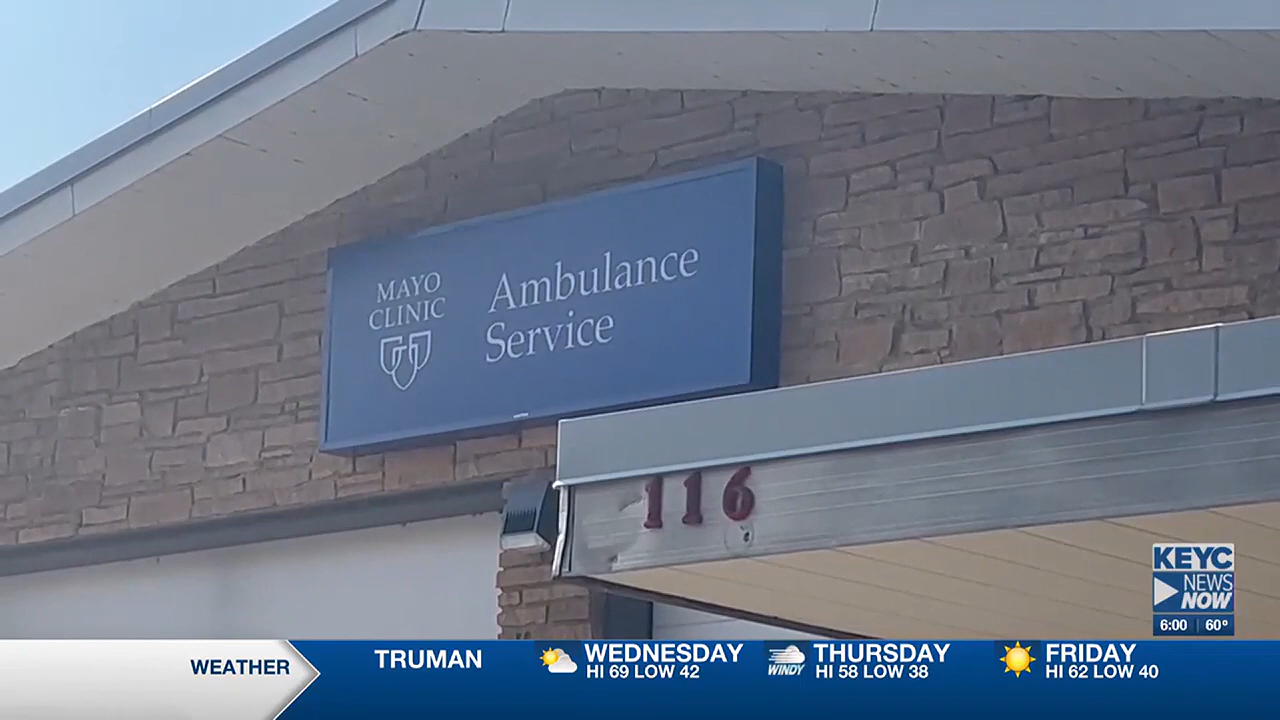 MAYO
CLINIC
Ambulance
Service
116
KEYC
NEWS
NOW
6:00 60°
WEATHER
TRUMAN
WEDNESDAY
HI 69 LOW 42
WINDY
THURSDAY
HI 58 LOW 38
FRIDAY
HI 62 LOW 40